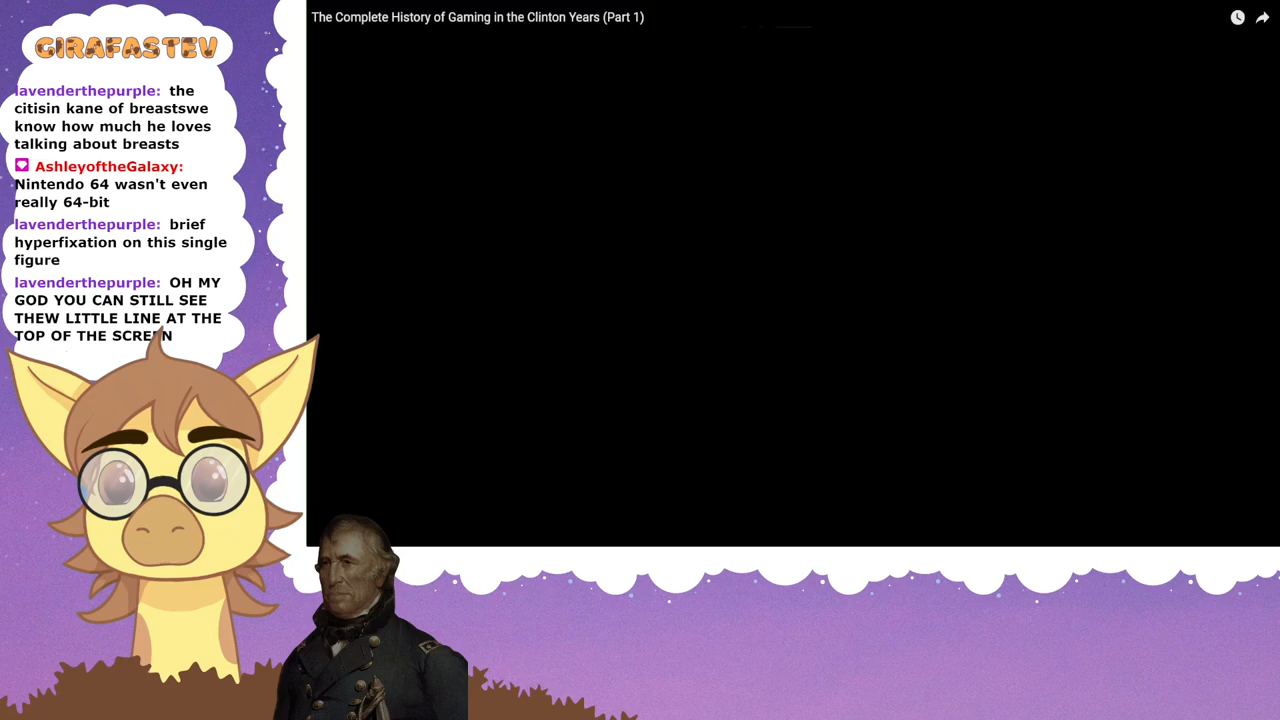 The Complete History of Gaming in the Clinton Years (Part 1)
GIRAFASTEV
lavenderthepurple: the
citisin kane of breastswe
know how much he loves
talking about breasts
AshleyoftheGalaxy:
Nintendo 64 wasn't even
really 64-bit
lavenderthepurple: brief
hyperfixation on this single
figure
lavenderthepurple: OH MY
GOD YOU CAN STILL SEE
THEW LITTLE LINE AT THE
TOP OF THE SCREEN